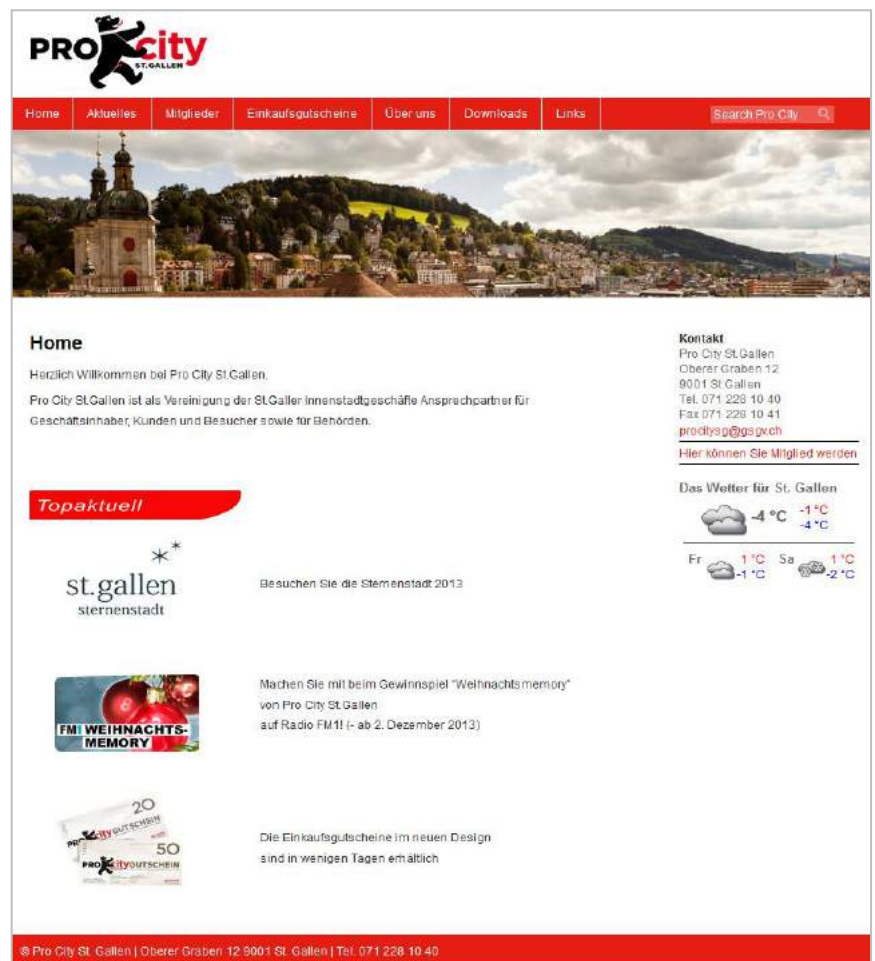 PRO city
ST.GALLEN
Home Aktuelles Mitglieder Einkaufsgutscheine Über uns Downloads Links Search Pro City
Home
Herzlich Willkommen bei Pro City St.Gallen.
Pro City St.Gallen ist als Vereinigung der St.Galler Innenstadtgeschäfte Ansprechpartner für
Geschäftsinhaber, Kunden und Besucher sowie für Behörden.
Kontakt
Pro City St.Gallen
Oberer Graben 12
9001 St.Gallen
Tel. 071 228 10 40
Fax 071 228 10 41
procitysg@gsgv.ch
Hier können Sie Mitglied werden
Das Wetter für St. Gallen
-4 °C -1 °C
-4 °C
Fr 1 °C Sa 1 °C
-1 °C -2 °C
Topaktuell
st.gallen
sternenstadt
Besuchen Sie die Sternenstadt 2013
FM1 WEIHNACHTS-
MEMORY
Machen Sie mit beim Gewinnspiel "Weihnachtsmemory"
von Pro City St.Gallen
auf Radio FM1! (- ab 2. Dezember 2013)
20
PRO city GUTSCHEIN
50
PRO city GUTSCHEIN
Die Einkaufsgutscheine im neuen Design
sind in wenigen Tagen erhältlich
© Pro City St. Gallen | Oberer Graben 12 9001 St. Gallen | Tel. 071 228 10 40